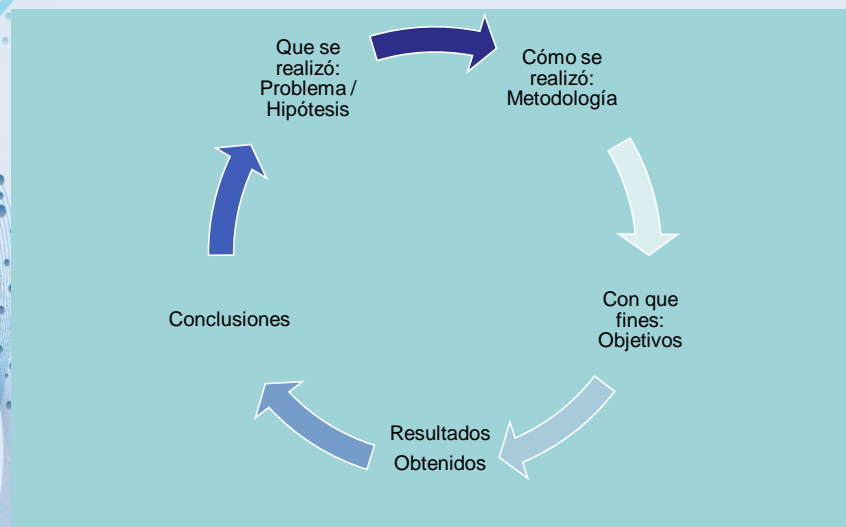 Que se
realizó:
Problema /
Hipótesis
Cómo se
realizó:
Metodología
Con que
fines:
Objetivos
Resultados
Obtenidos
Conclusiones